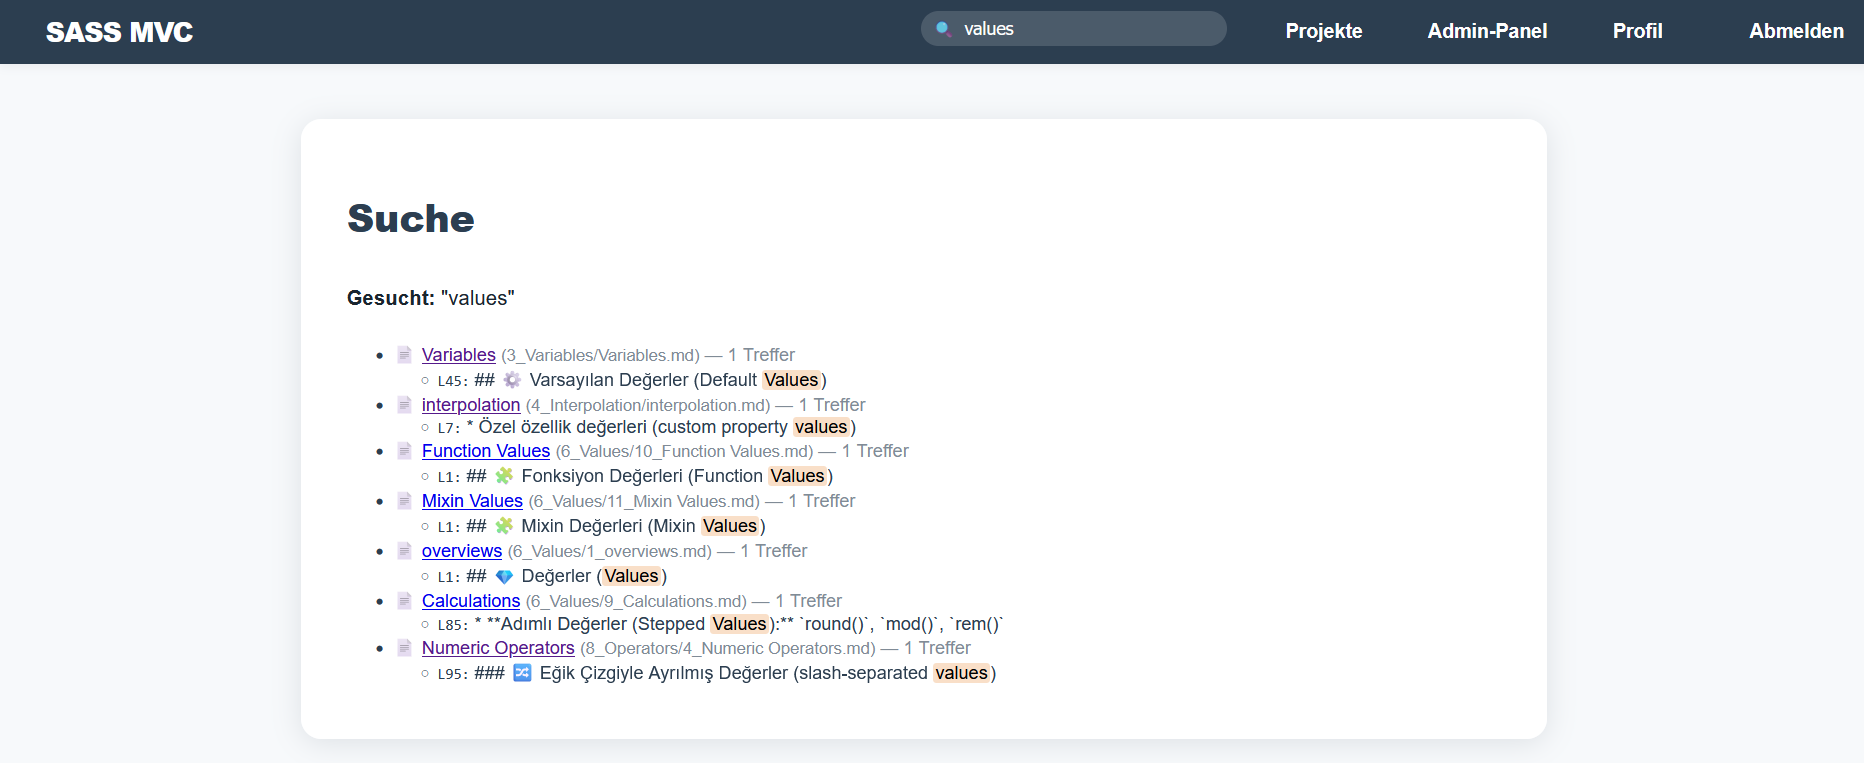 SASS MVC
values
Projekte
Admin-Panel
Profil
Abmelden
Suche
Gesucht: "values"
Variables (3_Variables/Variables.md) — 1 Treffer
L45: ## ⚙️ Varsayılan Değerler (Default Values)
interpolation (4_Interpolation/interpolation.md) — 1 Treffer
L7: * Özel özellik değerleri (custom property values)
Function Values (6_Values/10_Function Values.md) — 1 Treffer
L1: ## 🧩 Fonksiyon Değerleri (Function Values)
Mixin Values (6_Values/11_Mixin Values.md) — 1 Treffer
L1: ## 🧩 Mixin Değerleri (Mixin Values)
overviews (6_Values/1_overviews.md) — 1 Treffer
L1: ## 💎 Değerler (Values)
Calculations (6_Values/9_Calculations.md) — 1 Treffer
L85: * **Adımlı Değerler (Stepped Values):** `round()`, `mod()`, `rem()`
Numeric Operators (8_Operators/4_Numeric Operators.md) — 1 Treffer
L95: ### 🔀 Eğik Çizgiyle Ayrılmış Değerler (slash-separated values)